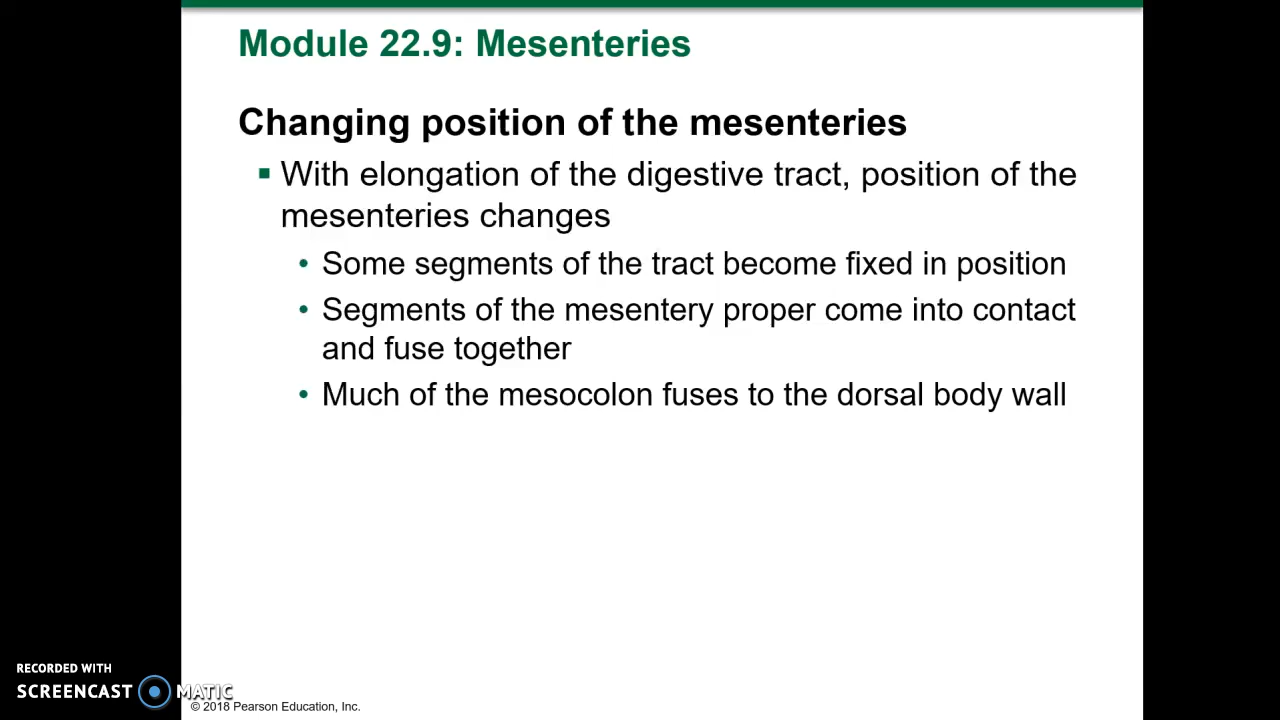 Module 22.9: Mesenteries
Changing position of the mesenteries
▪ With elongation of the digestive tract, position of the
mesenteries changes
• Some segments of the tract become fixed in position
• Segments of the mesentery proper come into contact
and fuse together
• Much of the mesocolon fuses to the dorsal body wall
RECORDED WITH
SCREENCAST MATIC
© 2018 Pearson Education, Inc.